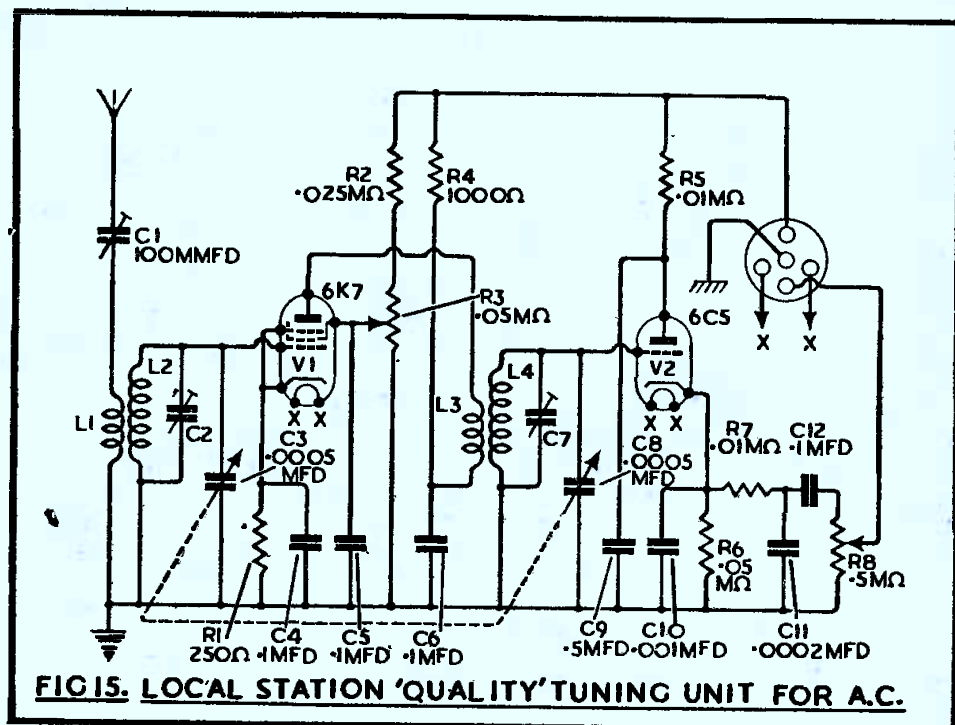 R2
·025MΩ
R4
1000Ω
R5
·01MΩ
C1
100MMFD
6K7
R3
·05MΩ
6C5
X X
V1
V2
L2
L4
L1
L3
C2
X X
C7
X X
C3
·0005
MFD
C8
·0005
MFD
R7
·01MΩ
C12
·1MFD
R6
·05
MΩ
R8
·5MΩ
R1
250Ω
C4
·1MFD
C5
·1MFD
C6
·1MFD
C9
·5MFD
C10
·001MFD
C11
·0002MFD
FIG 15. LOCAL STATION 'QUALITY' TUNING UNIT FOR A.C.